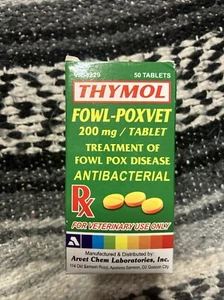 50 TABLETS
THYMOL
FOWL-POXVET
200 mg / TABLET
TREATMENT OF
FOWL POX DISEASE
ANTIBACTERIAL
Rx
FOR VETERINARY USE ONLY
Manufactured & Distributed by:
Arvet Chem Laboratories, Inc.